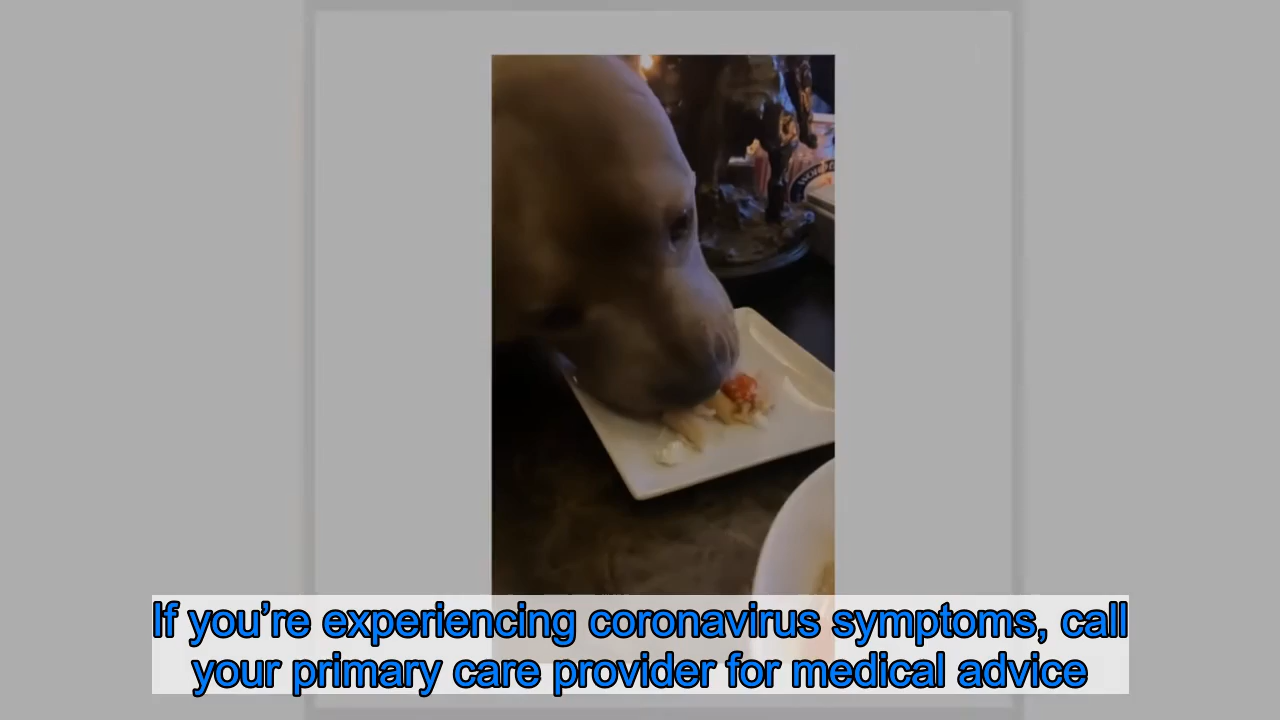 If you’re experiencing coronavirus symptoms, call
your primary care provider for medical advice